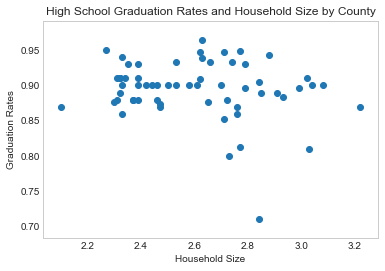 High School Graduation Rates and Household Size by County
0.95
0.90
0.85
0.80
0.75
0.70
Graduation Rates
2.2 2.4 2.6 2.8 3.0 3.2
Household Size